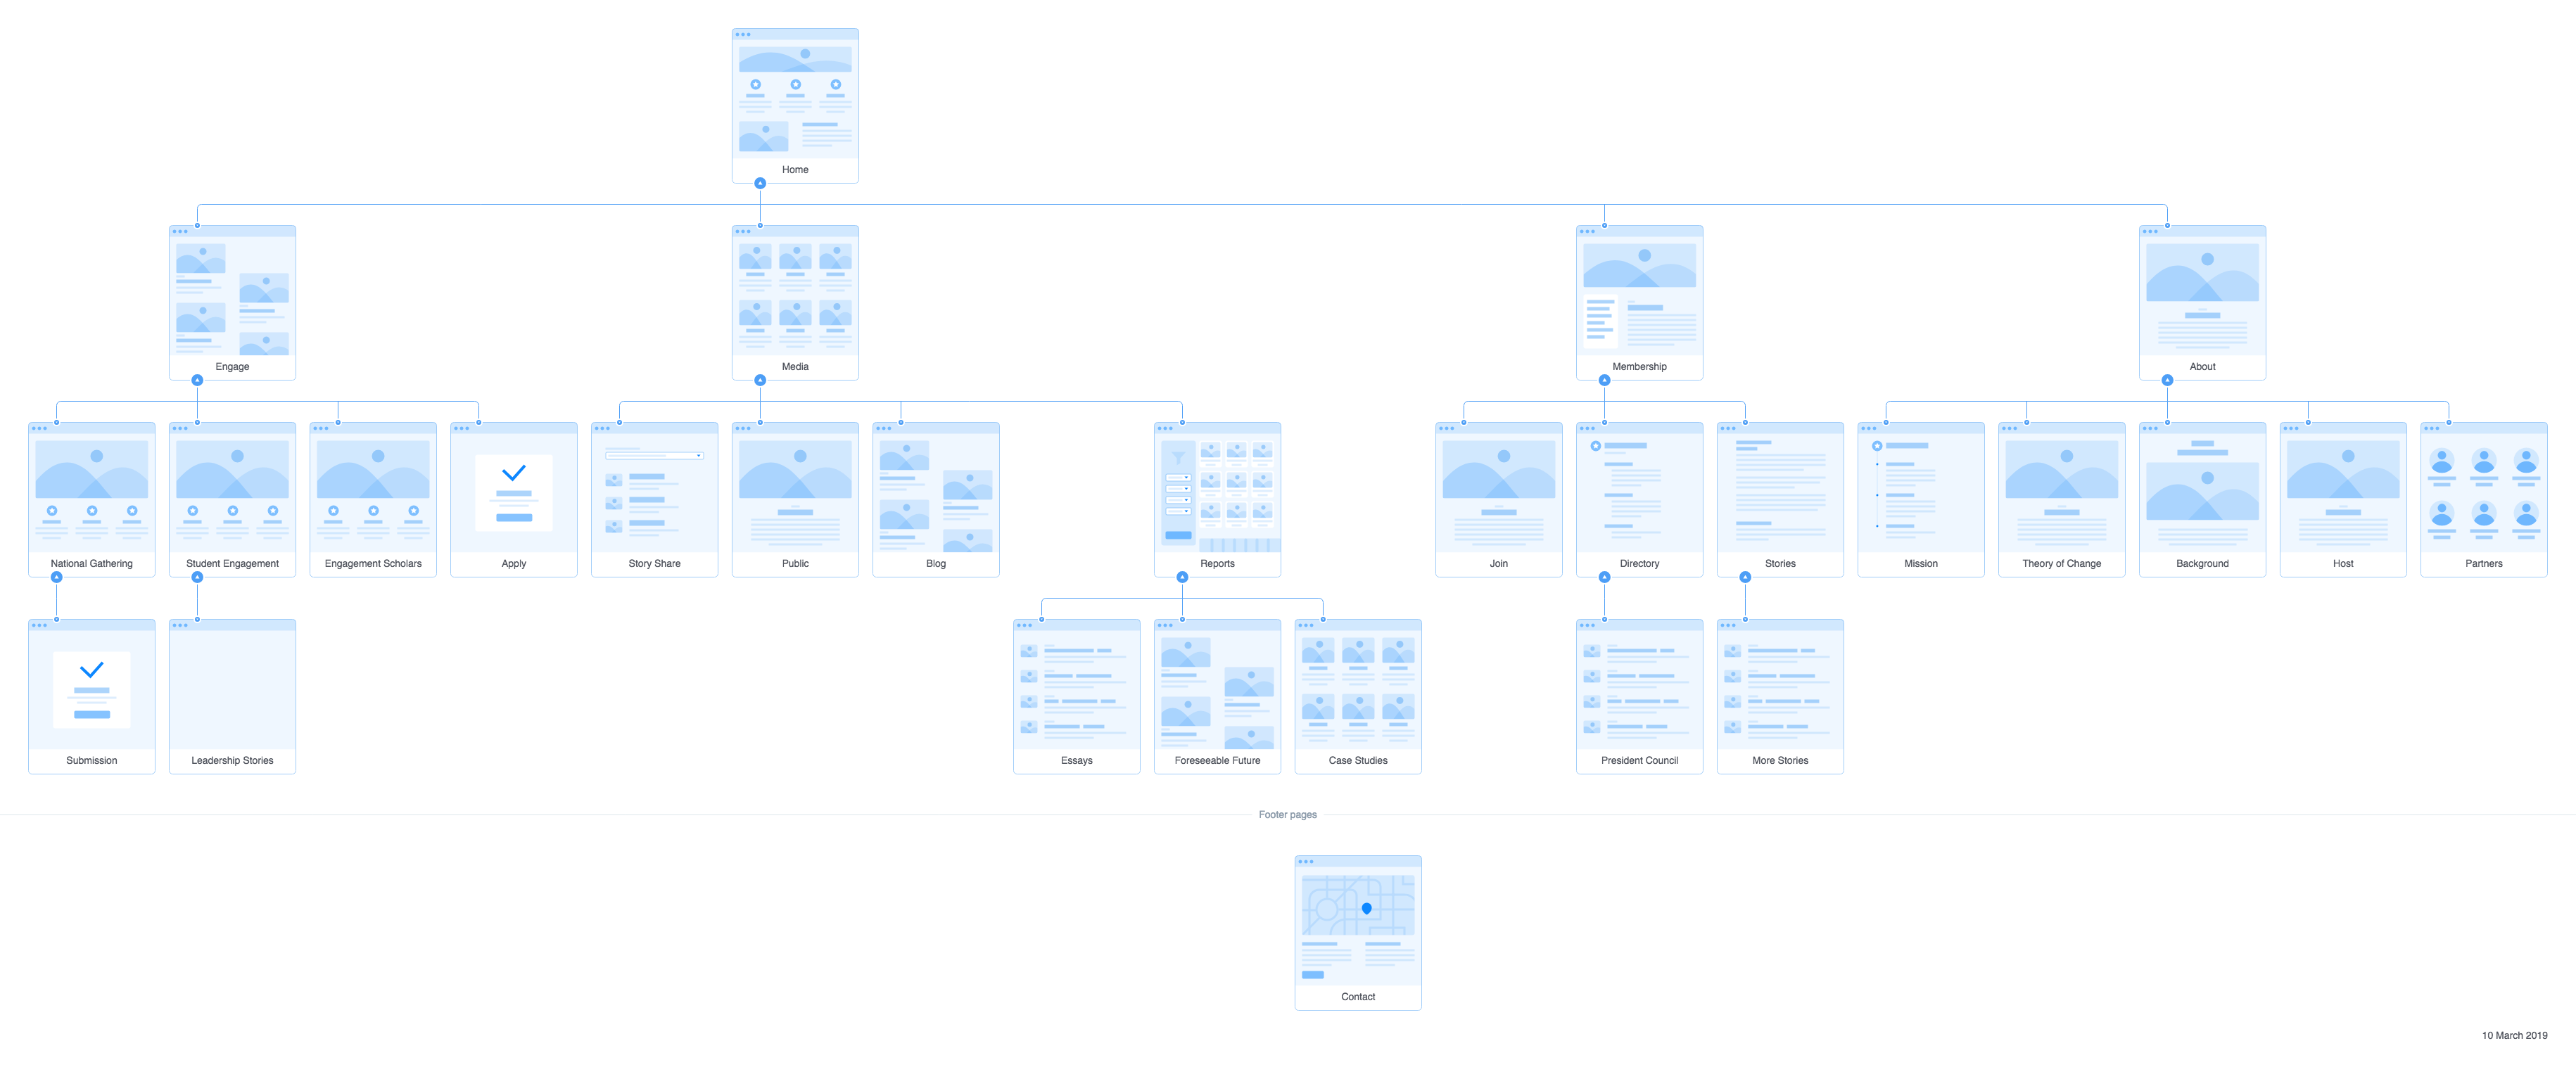 Home
Engage
Media
Membership
About
National Gathering
Student Engagement
Engagement Scholars
Apply
Story Share
Public
Blog
Reports
Join
Directory
Stories
Mission
Theory of Change
Background
Host
Partners
Submission
Leadership Stories
Essays
Foreseeable Future
Case Studies
President Council
More Stories
Footer pages
Contact
10 March 2019